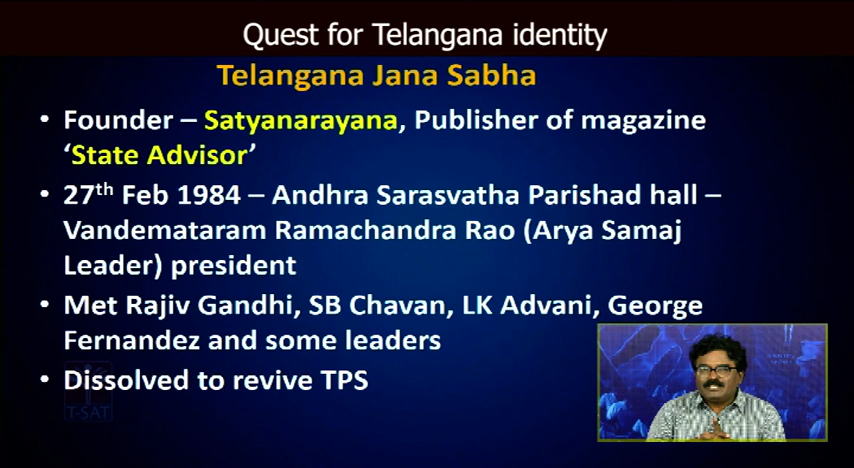 Quest for Telangana identity
Telangana Jana Sabha
• Founder – Satyanarayana, Publisher of magazine
‘State Advisor’
• 27th Feb 1984 – Andhra Sarasvatha Parishad hall –
Vandemataram Ramachandra Rao (Arya Samaj
Leader) president
• Met Rajiv Gandhi, SB Chavan, LK Advani, George
Fernandez and some leaders
• Dissolved to revive TPS
T-SAT